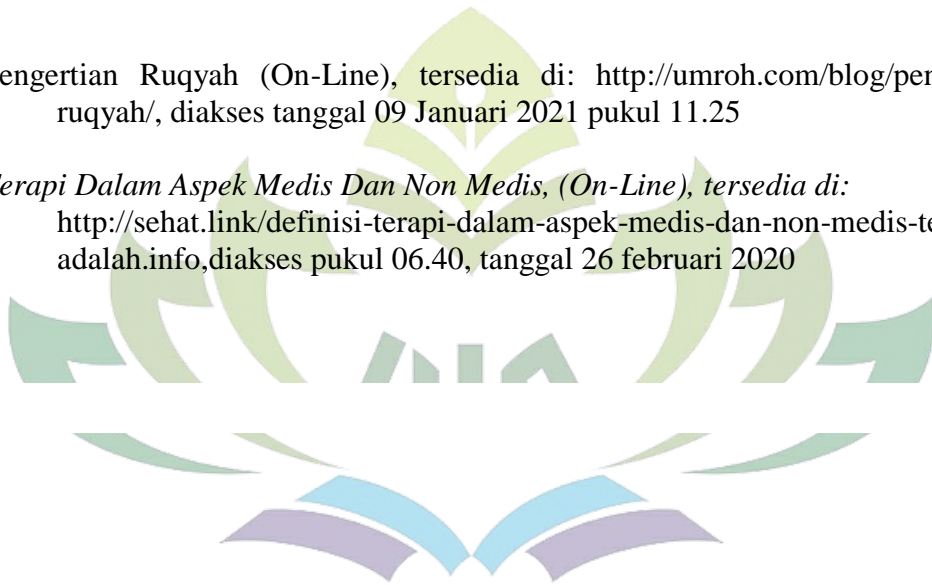 engertian Ruqyah (On-Line), tersedia di: http://umroh.com/blog/pen
ruqyah/, diakses tanggal 09 Januari 2021 pukul 11.25
erapi Dalam Aspek Medis Dan Non Medis, (On-Line), tersedia di:
http://sehat.link/definisi-terapi-dalam-aspek-medis-dan-non-medis-te
adalah.info,diakses pukul 06.40, tanggal 26 februari 2020